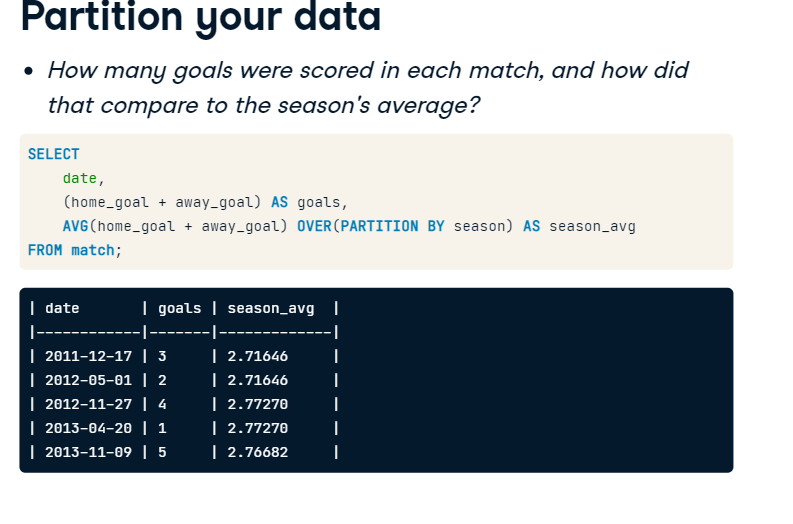 Partition your data
• How many goals were scored in each match, and how did
that compare to the season's average?
SELECT
    date,
    (home_goal + away_goal) AS goals,
    AVG(home_goal + away_goal) OVER(PARTITION BY season) AS season_avg
FROM match;
| date       | goals | season_avg  |
|------------|-------|-------------|
| 2011-12-17 | 3     | 2.71646     |
| 2012-05-01 | 2     | 2.71646     |
| 2012-11-27 | 4     | 2.77270     |
| 2013-04-20 | 1     | 2.77270     |
| 2013-11-09 | 5     | 2.76682     |